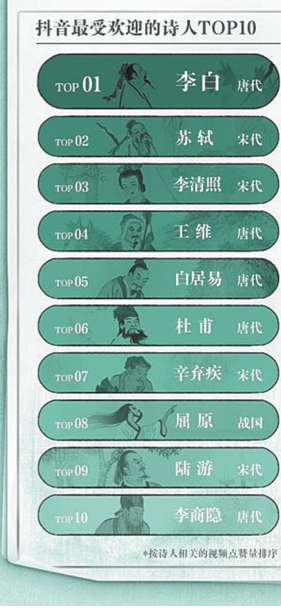 抖音最受欢迎的诗人TOP10
TOP 01 李白 唐代
TOP 02 苏轼 宋代
TOP 03 李清照 宋代
TOP 04 王维 唐代
TOP 05 白居易 唐代
TOP 06 杜甫 唐代
TOP 07 辛弃疾 宋代
TOP 08 屈原 战国
TOP 09 陆游 宋代
TOP 10 李商隐 唐代
*按诗人相关的视频点赞量排序